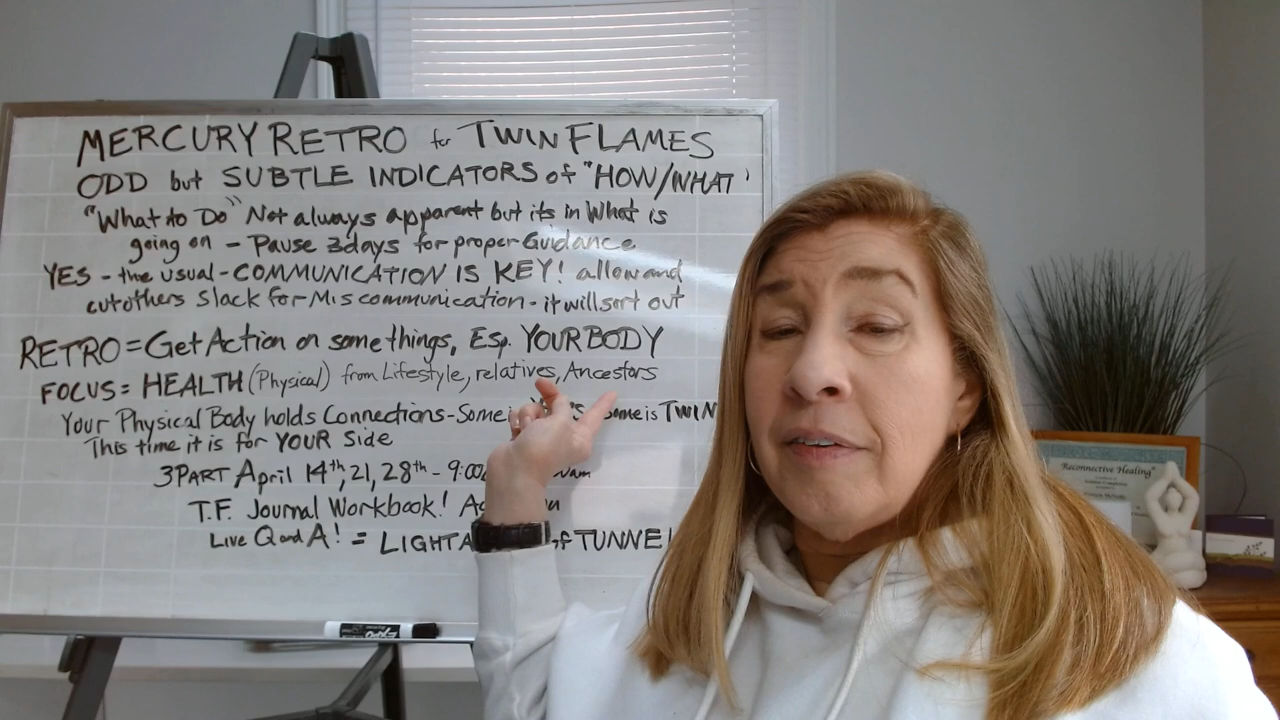 MERCURY RETRO for TWIN FLAMES
ODD but SUBTLE INDICATORS of "HOW/WHAT'
"What to Do" Not always apparent but its in What is
going on - Pause 3days for proper Guidance
YES - the usual - COMMUNICATION IS KEY! allow and
cut others Slack for Miscommunication - it will sort out
RETRO = Get Action on some things, Esp. YOUR BODY
FOCUS = HEALTH (Physical) from Lifestyle, relatives, Ancestors
Your Physical Body holds Connections - Some is TWIN
This time it is for YOUR Side
3 PART April 14th, 21, 28th - 9:00
T.F. Journal Workbook!
Live Q and A! = LIGHT of TUNNEL
Reconnective Healing